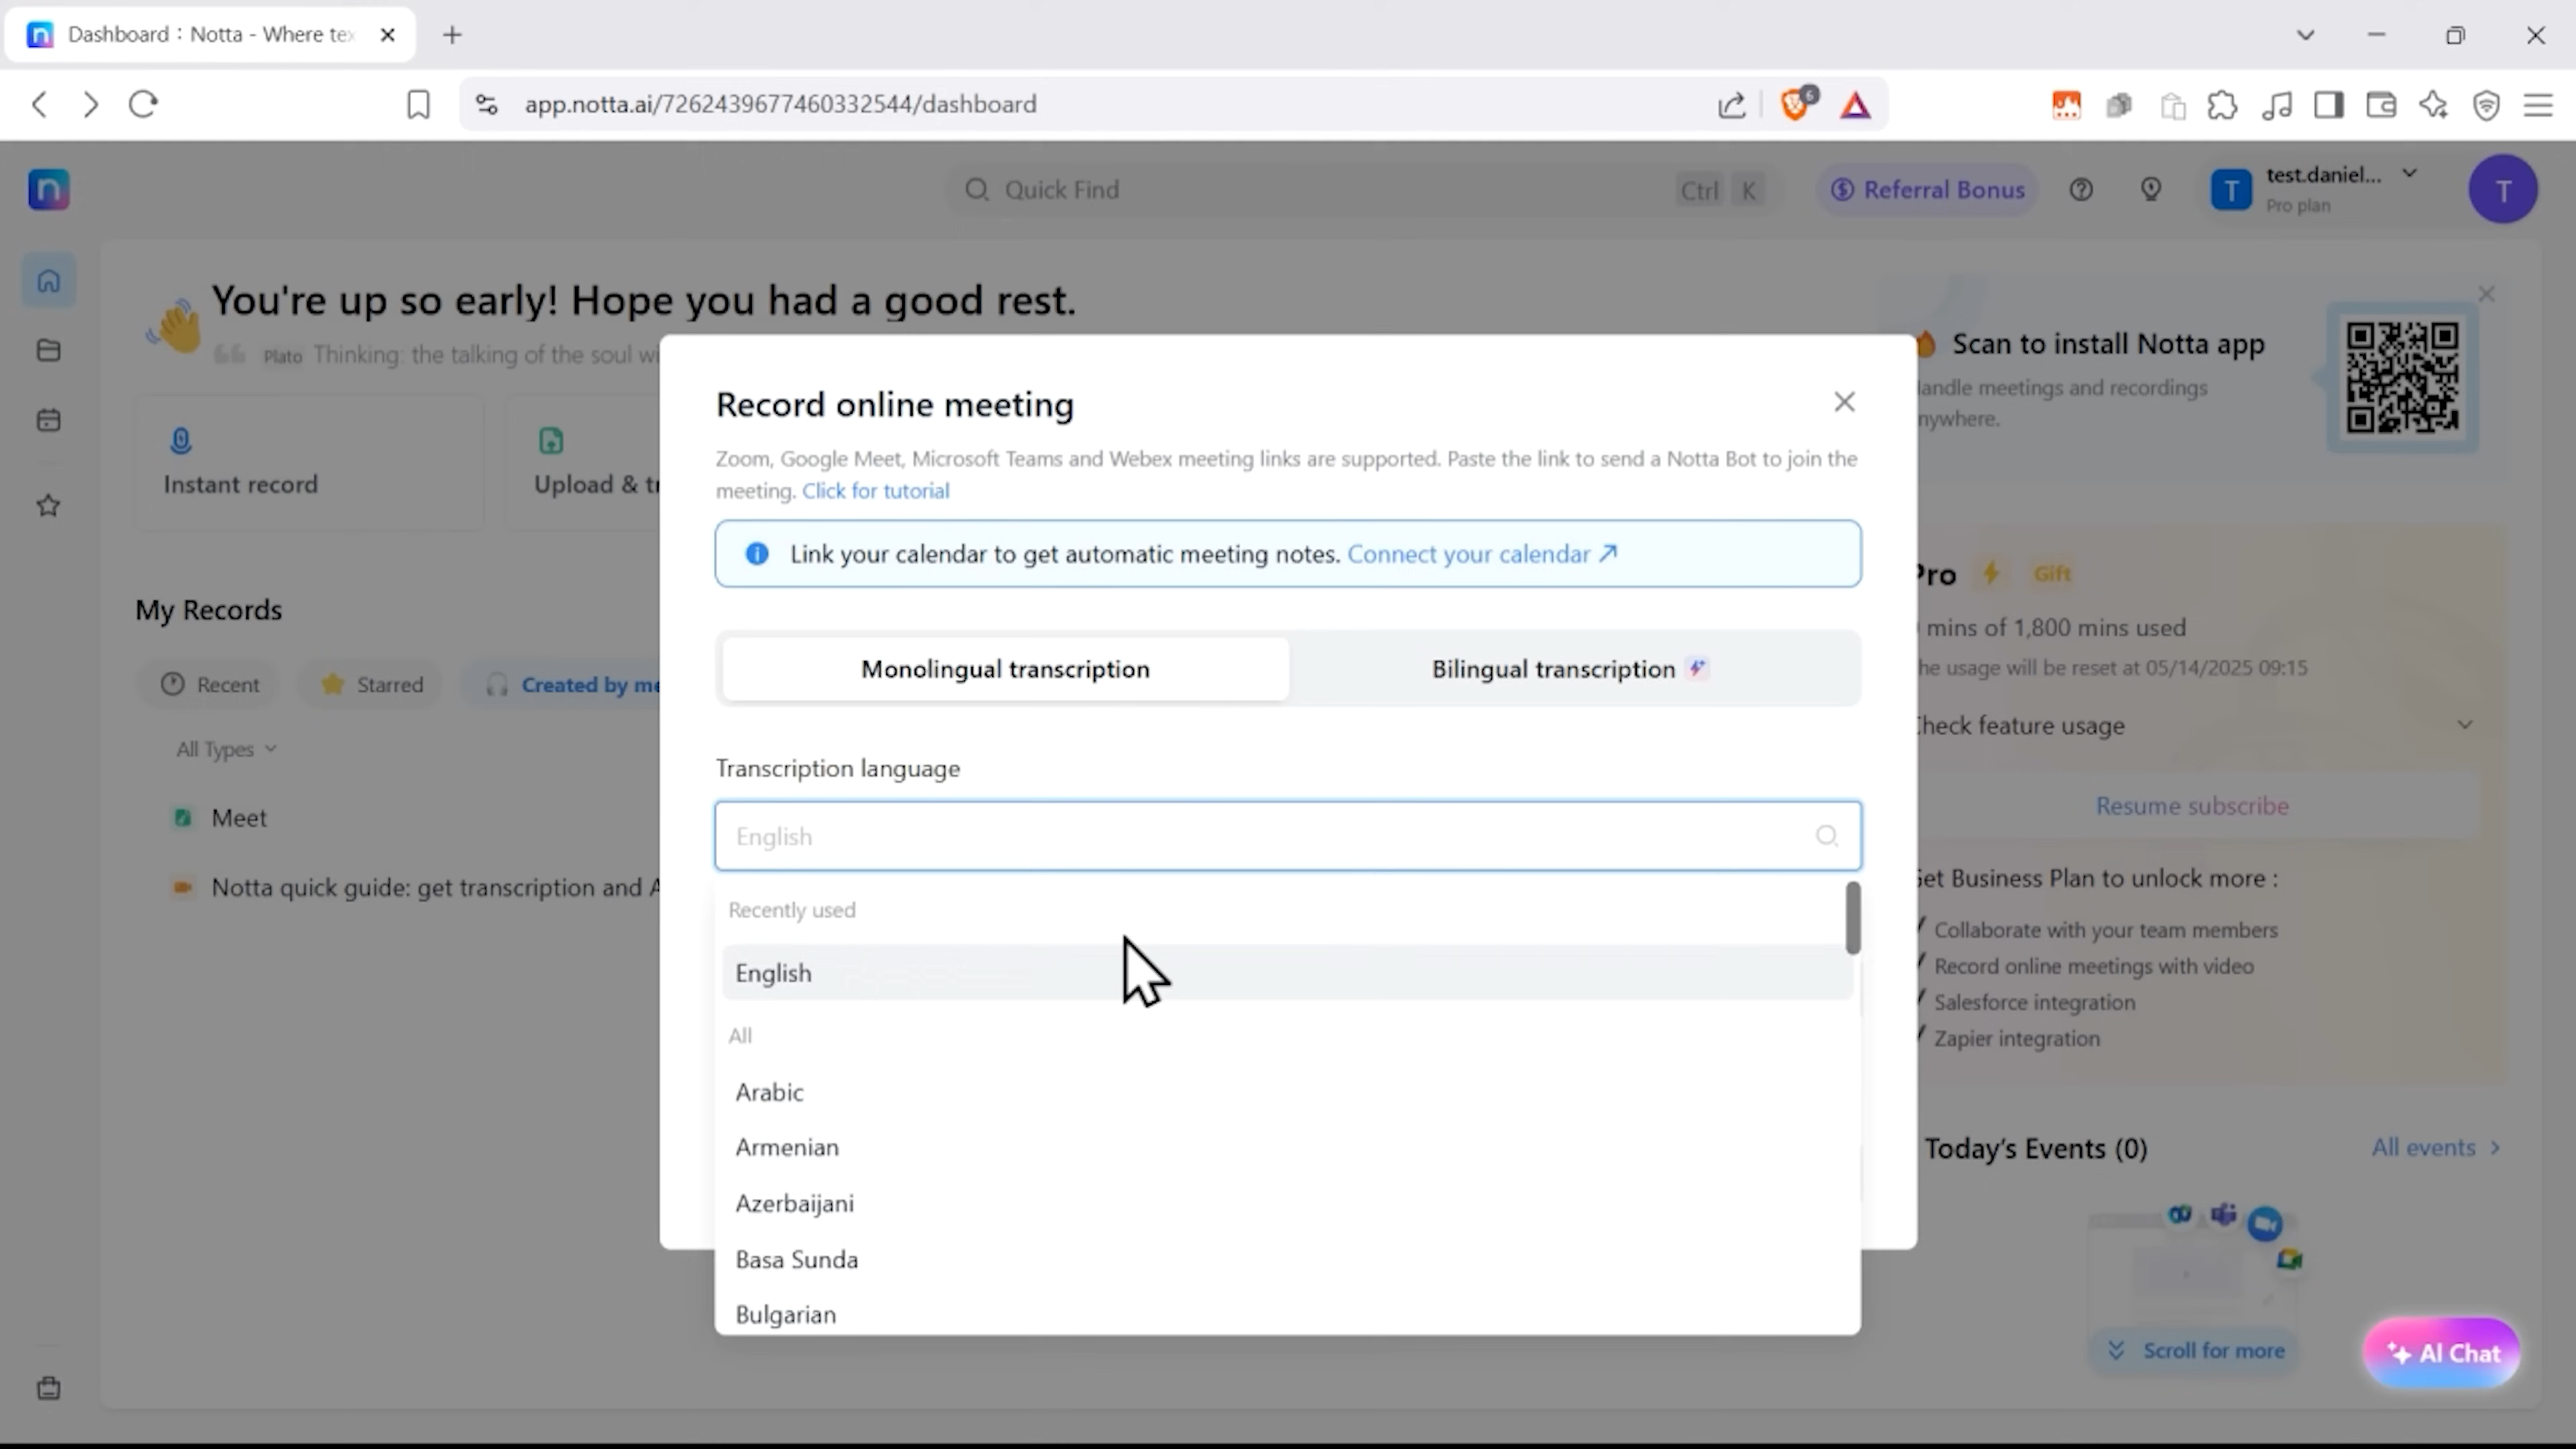 Dashboard : Notta - Where tex
app.notta.ai/7262439677460332544/dashboard
6
Quick Find
Ctrl K
Referral Bonus
T
test.daniel...
Pro plan
T
You're up so early! Hope you had a good rest.
Plato Thinking: the talking of the soul wi
Scan to install Notta app
andle meetings and recordings
nywhere.
Instant record
Upload & tr
Record online meeting
Zoom, Google Meet, Microsoft Teams and Webex meeting links are supported. Paste the link to send a Notta Bot to join the
meeting. Click for tutorial
Link your calendar to get automatic meeting notes. Connect your calendar
Monolingual transcription
Bilingual transcription
Transcription language
English
Recently used
English
All
Arabic
Armenian
Azerbaijani
Basa Sunda
Bulgarian
My Records
Recent
Starred
Created by me
All Types
Meet
Notta quick guide: get transcription and A
Pro
Gift
mins of 1,800 mins used
he usage will be reset at 05/14/2025 09:15
Check feature usage
Resume subscribe
Get Business Plan to unlock more :
Collaborate with your team members
Record online meetings with video
Salesforce integration
Zapier integration
Today's Events (0)
All events
Scroll for more
AI Chat